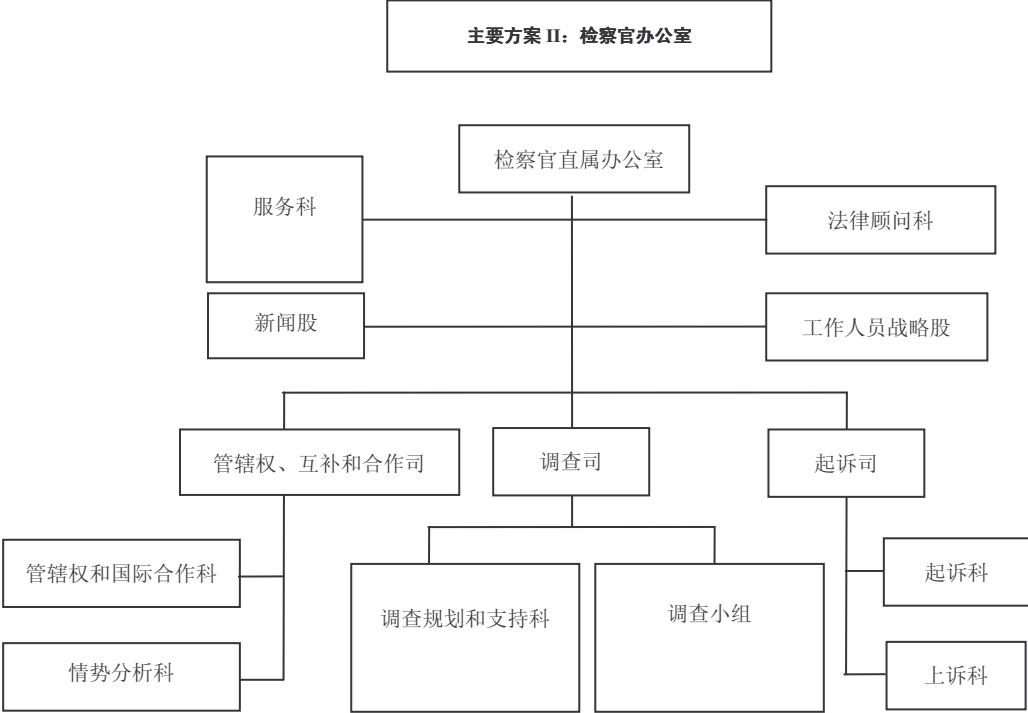 主要方案 II：检察官办公室
检察官直属办公室
服务科
法律顾问科
新闻股
工作人员战略股
管辖权、互补和合作司
调查司
起诉司
管辖权和国际合作科
调查规划和支持科
调查小组
起诉科
情势分析科
上诉科